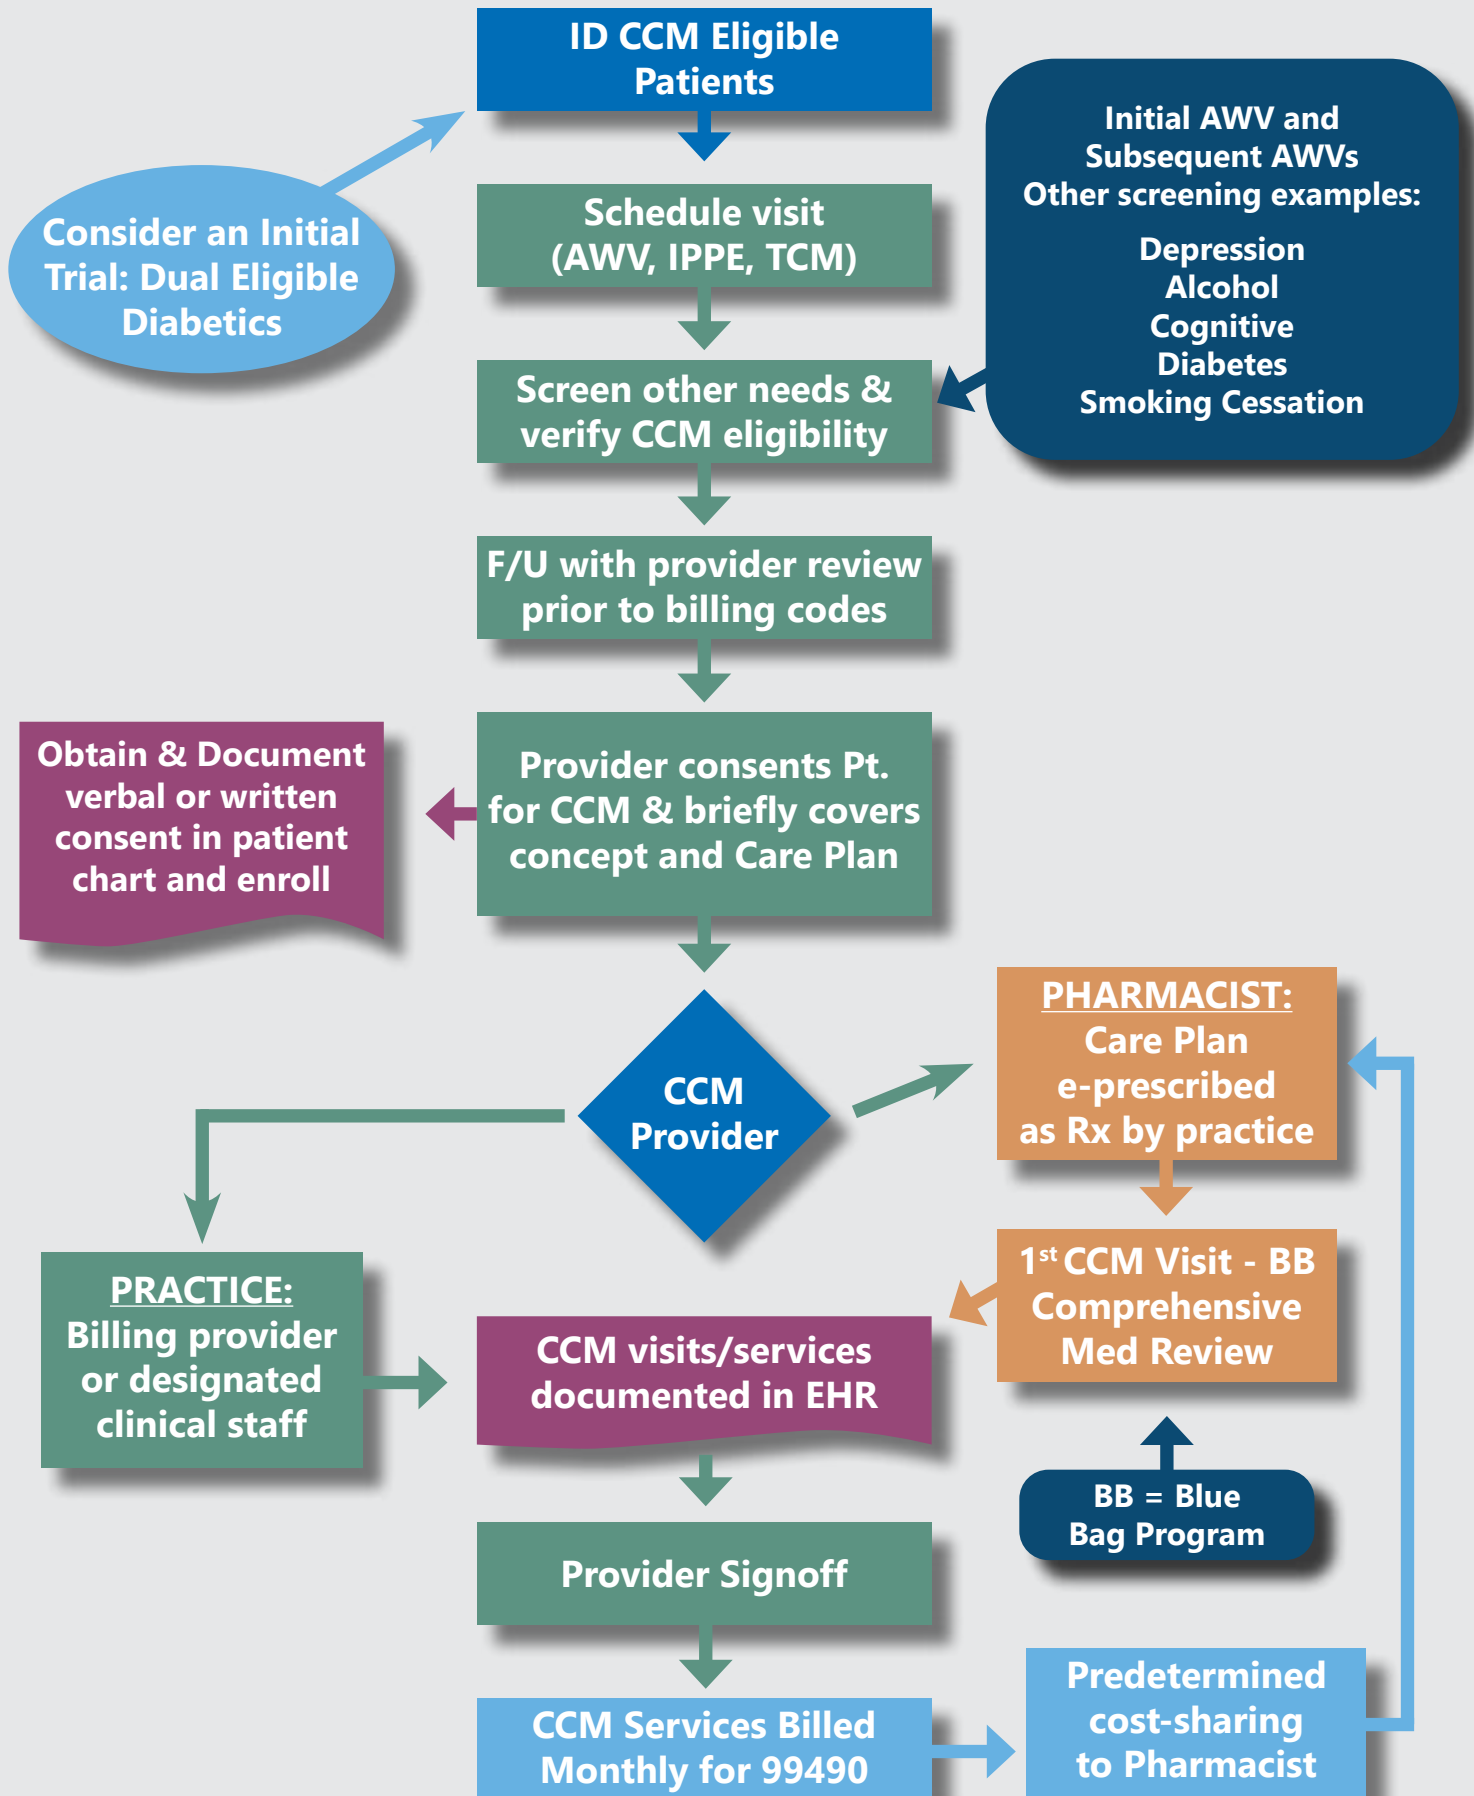 ID CCM Eligible
Patients
Initial AWV and
Subsequent AWVs
Other screening examples:
Depression
Alcohol
Cognitive
Diabetes
Smoking Cessation
Consider an Initial
Trial: Dual Eligible
Diabetics
Schedule visit
(AWV, IPPE, TCM)
Screen other needs &
verify CCM eligibility
F/U with provider review
prior to billing codes
Provider consents Pt.
for CCM & briefly covers
concept and Care Plan
Obtain & Document
verbal or written
consent in patient
chart and enroll
CCM
Provider
PHARMACIST:
Care Plan
e-prescribed
as Rx by practice
1st CCM Visit - BB
Comprehensive
Med Review
PRACTICE:
Billing provider
or designated
clinical staff
CCM visits/services
documented in EHR
BB = Blue
Bag Program
Provider Signoff
CCM Services Billed
Monthly for 99490
Predetermined
cost-sharing
to Pharmacist